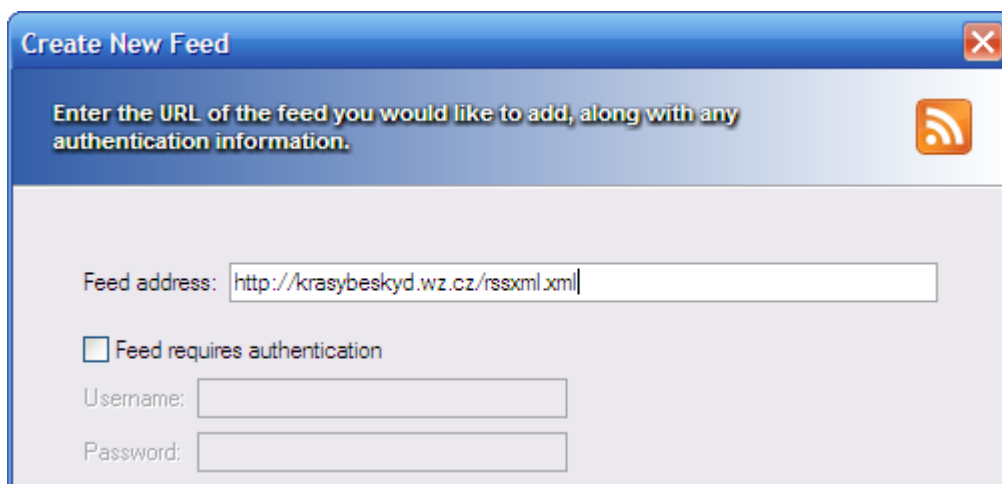 Create New Feed
Enter the URL of the feed you would like to add, along with any
authentication information.
Feed address: http://krasybeskyd.wz.cz/rssxml.xml
Feed requires authentication
Username:
Password: